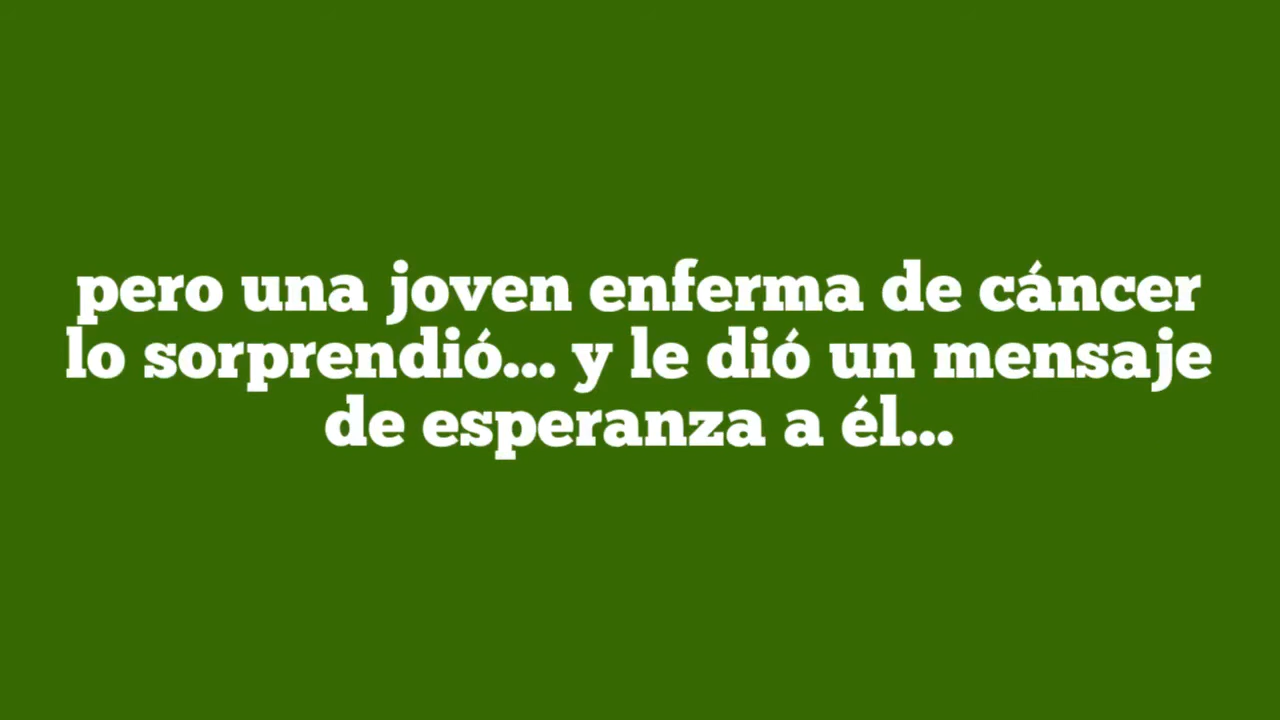 pero una joven enferma de cáncer
lo sorprendió... y le dió un mensaje
de esperanza a él...